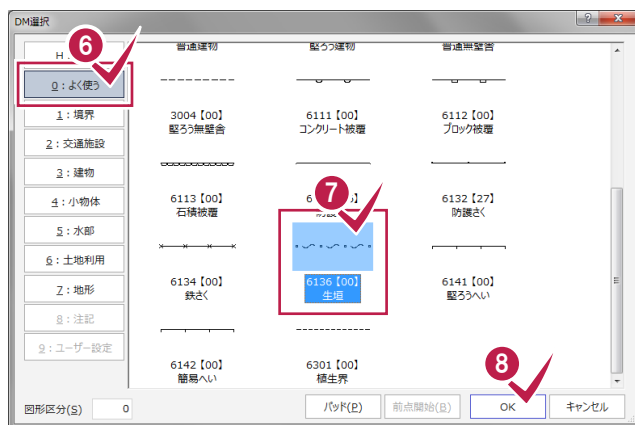 DM選択
H
6
0：よく使う
1：境界
2：交通施設
3：建物
4：小物体
5：水部
6：土地利用
7：地形
8：注記
9：ユーザー設定
普通建物
堅ろう建物
普通無壁舎
3004【00】
堅ろう無壁舎
6111【00】
コンクリート被覆
6112【00】
ブロック被覆
6113【00】
石積被覆
7
6132【27】
防護さく
6134【00】
鉄さく
6136【00】
生垣
6141【00】
堅ろうへい
6142【00】
簡易へい
6301【00】
植生界
8
図形区分(S)
0
パッド(P)
前点開始(B)
OK
キャンセル